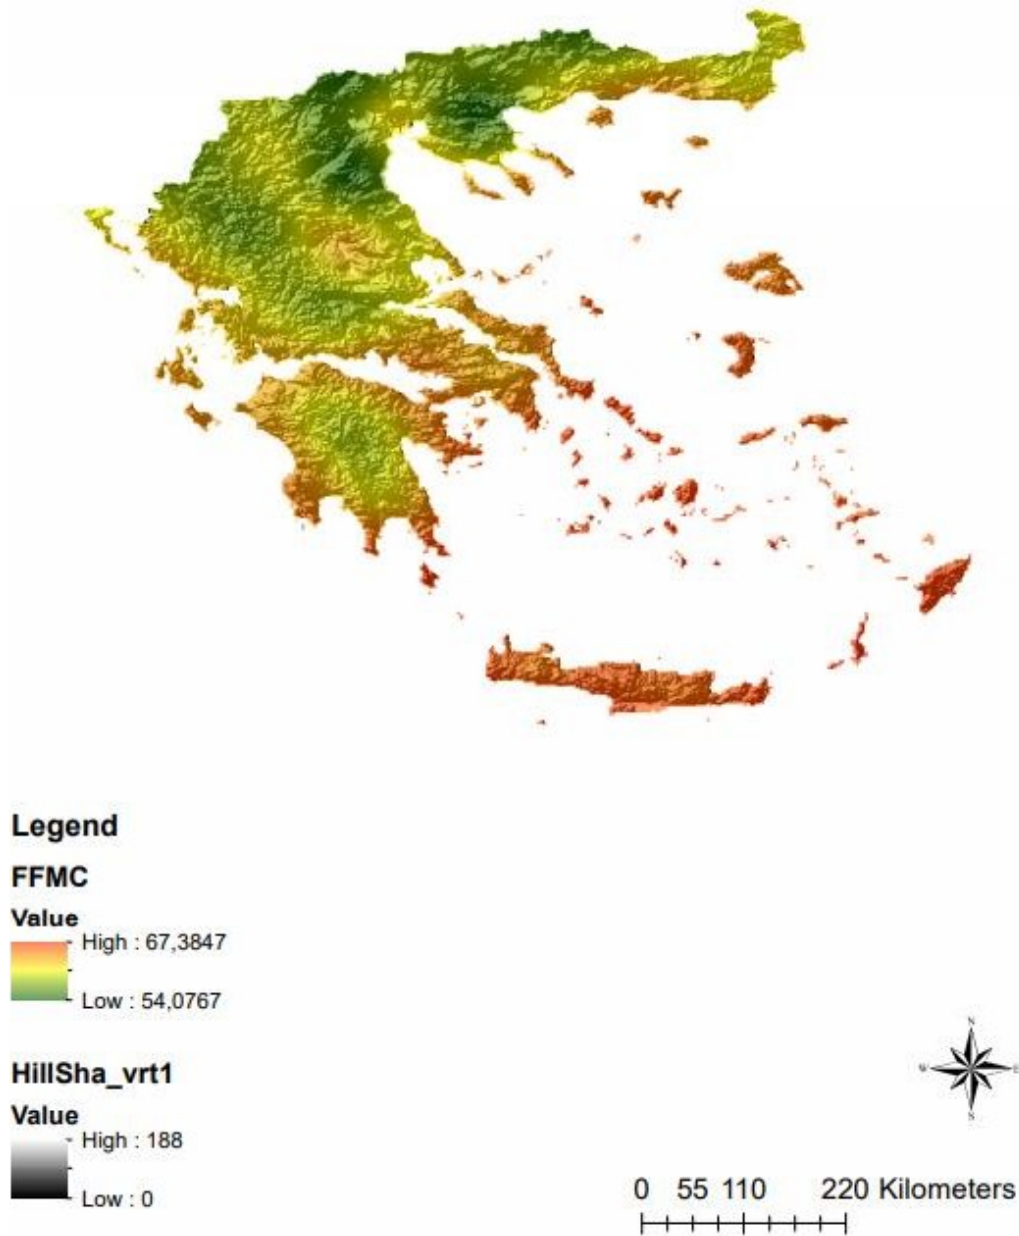 Legend
FFMC
Value
High : 67,3847
Low : 54,0767
HillSha_vrt1
Value
High : 188
Low : 0
N
W E
S
0 55 110 220 Kilometers